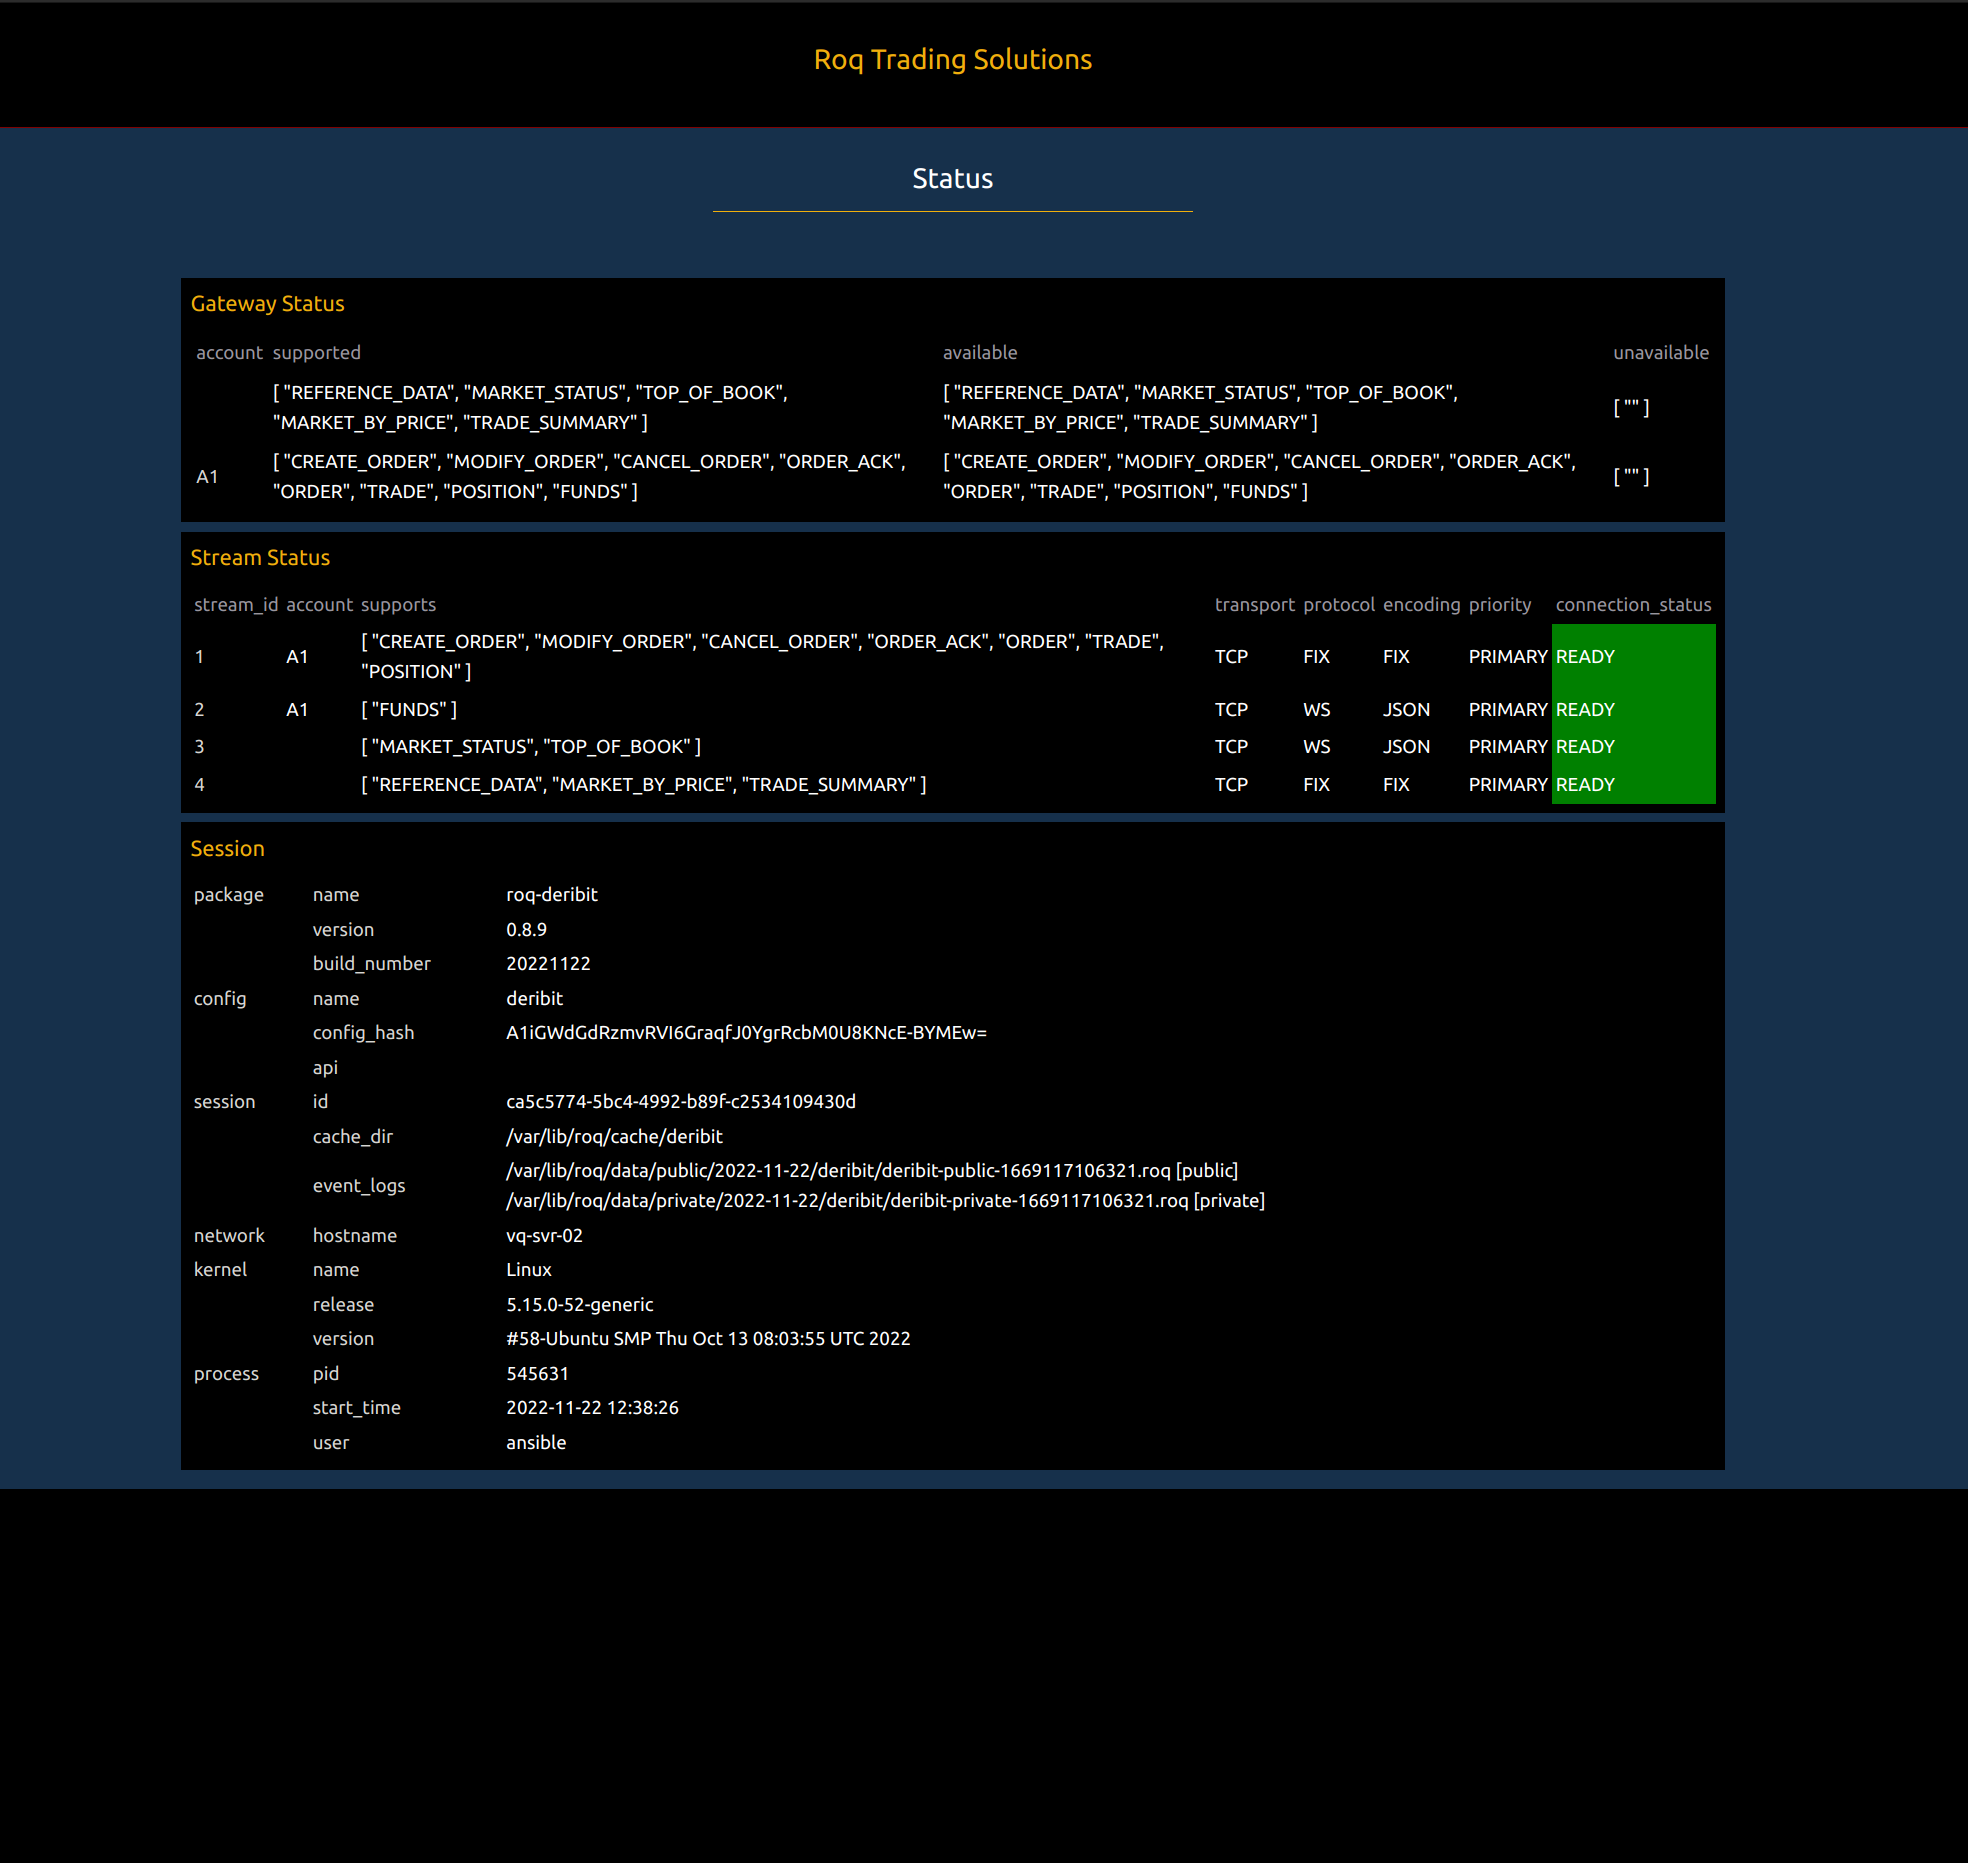 Roq Trading Solutions
Status
Gateway Status
account supported available unavailable
[ "REFERENCE_DATA", "MARKET_STATUS", "TOP_OF_BOOK", [ "REFERENCE_DATA", "MARKET_STATUS", "TOP_OF_BOOK", [ "" ]
"MARKET_BY_PRICE", "TRADE_SUMMARY" ] "MARKET_BY_PRICE", "TRADE_SUMMARY" ]
A1 [ "CREATE_ORDER", "MODIFY_ORDER", "CANCEL_ORDER", "ORDER_ACK", [ "CREATE_ORDER", "MODIFY_ORDER", "CANCEL_ORDER", "ORDER_ACK", [ "" ]
"ORDER", "TRADE", "POSITION", "FUNDS" ] "ORDER", "TRADE", "POSITION", "FUNDS" ]
Stream Status
stream_id account supports transport protocol encoding priority connection_status
1 A1 [ "CREATE_ORDER", "MODIFY_ORDER", "CANCEL_ORDER", "ORDER_ACK", "ORDER", "TRADE", TCP FIX FIX PRIMARY READY
"POSITION" ]
2 A1 [ "FUNDS" ] TCP WS JSON PRIMARY READY
3 [ "MARKET_STATUS", "TOP_OF_BOOK" ] TCP WS JSON PRIMARY READY
4 [ "REFERENCE_DATA", "MARKET_BY_PRICE", "TRADE_SUMMARY" ] TCP FIX FIX PRIMARY READY
Session
package name roq-deribit
version 0.8.9
build_number 20221122
config name deribit
config_hash A1iGWdGdRzmvRVI6GraqfJ0YgrRcbM0U8KNcE-BYMEw=
api
session id ca5c5774-5bc4-4992-b89f-c2534109430d
cache_dir /var/lib/roq/cache/deribit
event_logs /var/lib/roq/data/public/2022-11-22/deribit/deribit-public-1669117106321.roq [public]
/var/lib/roq/data/private/2022-11-22/deribit/deribit-private-1669117106321.roq [private]
network hostname vq-svr-02
kernel name Linux
release 5.15.0-52-generic
version #58-Ubuntu SMP Thu Oct 13 08:03:55 UTC 2022
process pid 545631
start_time 2022-11-22 12:38:26
user ansible